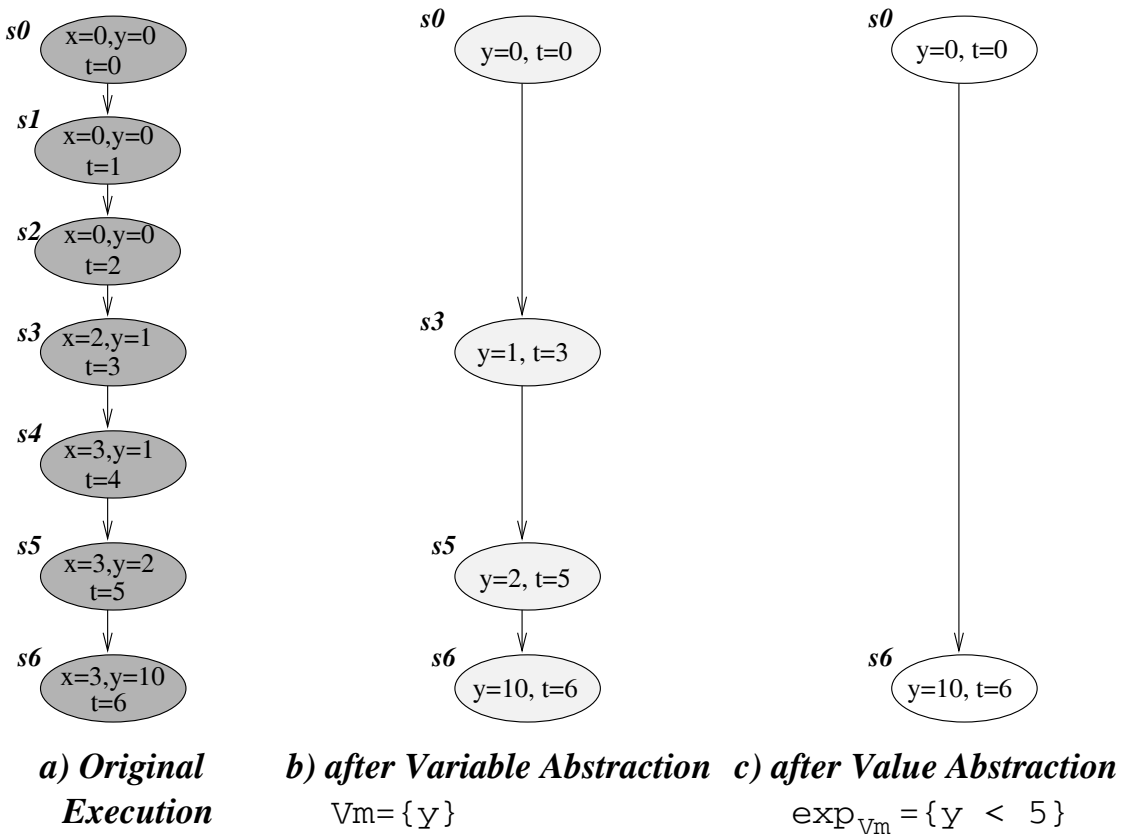 s0
x=0,y=0
t=0
s1
x=0,y=0
t=1
s2
x=0,y=0
t=2
s3
x=2,y=1
t=3
s4
x=3,y=1
t=4
s5
x=3,y=2
t=5
s6
x=3,y=10
t=6
a) Original
Execution
s0
y=0, t=0
s3
y=1, t=3
s5
y=2, t=5
s6
y=10, t=6
b) after Variable Abstraction
Vm={y}
s0
y=0, t=0
s6
y=10, t=6
c) after Value Abstraction
exp_Vm ={y < 5}